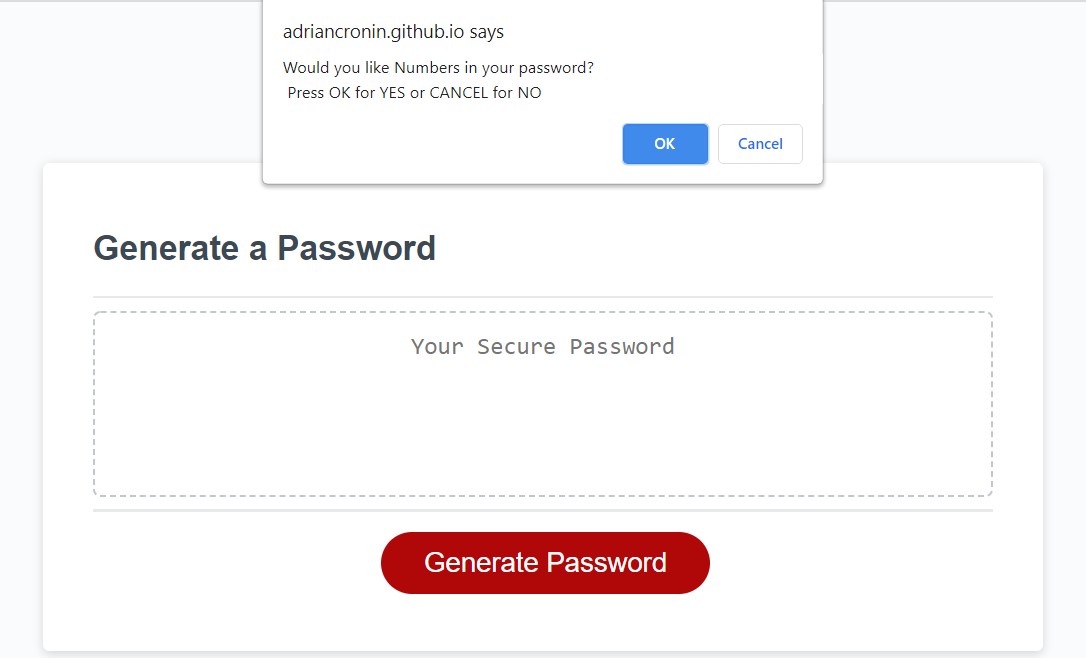 adriancronin.github.io says
Would you like Numbers in your password?
Press OK for YES or CANCEL for NO
OK
Cancel
Generate a Password
Your Secure Password
Generate Password